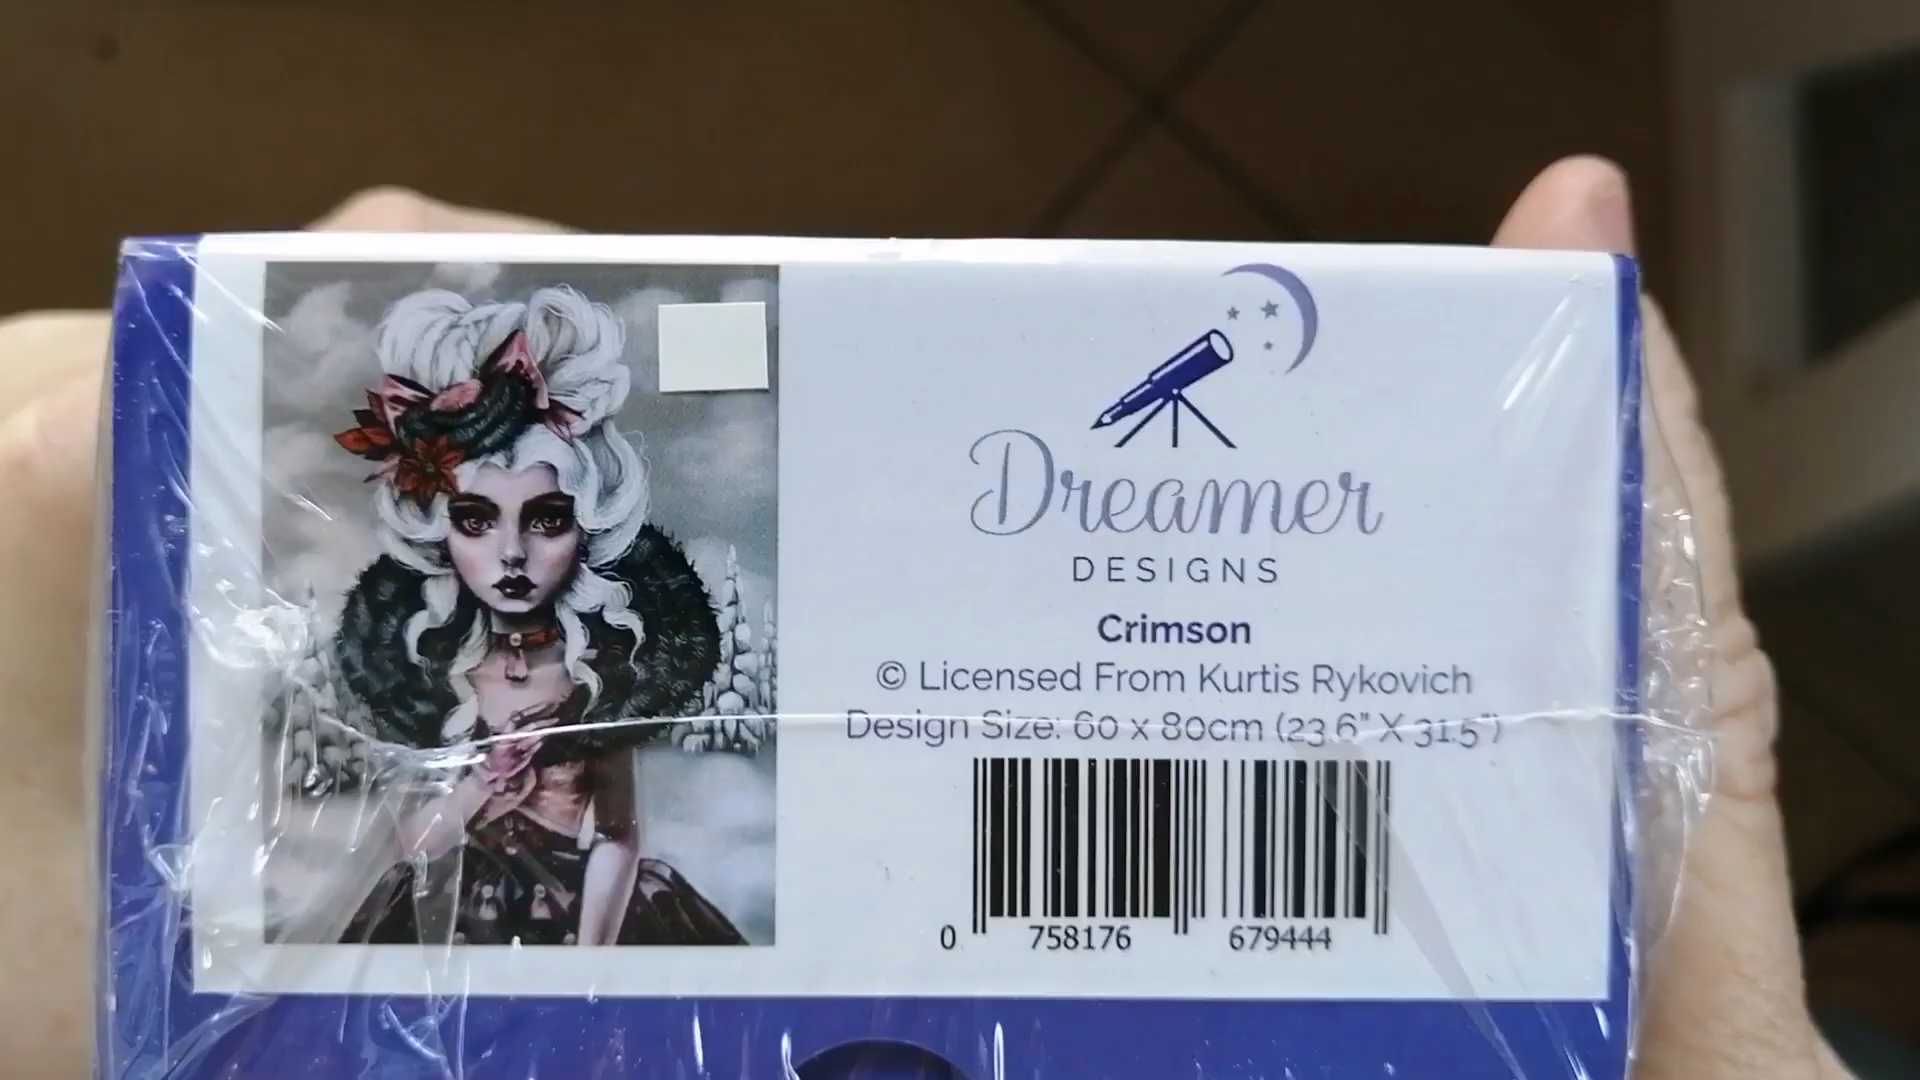 Dreamer
DESIGNS
Crimson
© Licensed From Kurtis Rykovich
Design Size: 60 x 80cm (23.6" X 31.5")
0 758176 679444